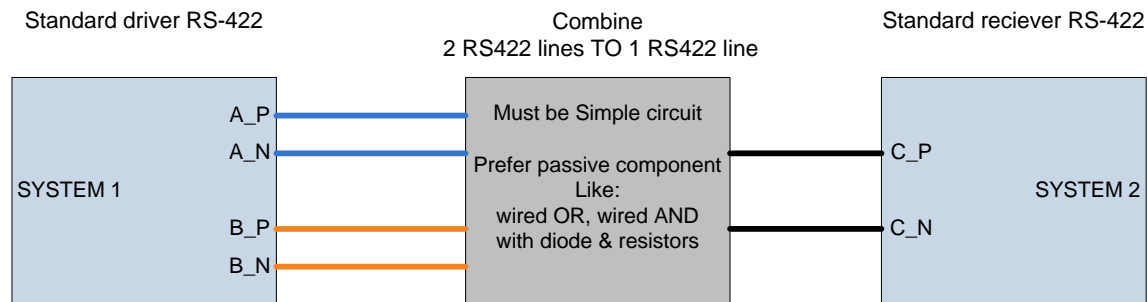 Standard driver RS-422
Combine
2 RS422 lines TO 1 RS422 line
Standard reciever RS-422
SYSTEM 1
A_P
A_N
B_P
B_N
Must be Simple circuit
Prefer passive component
Like:
wired OR, wired AND
with diode & resistors
C_P
C_N
SYSTEM 2